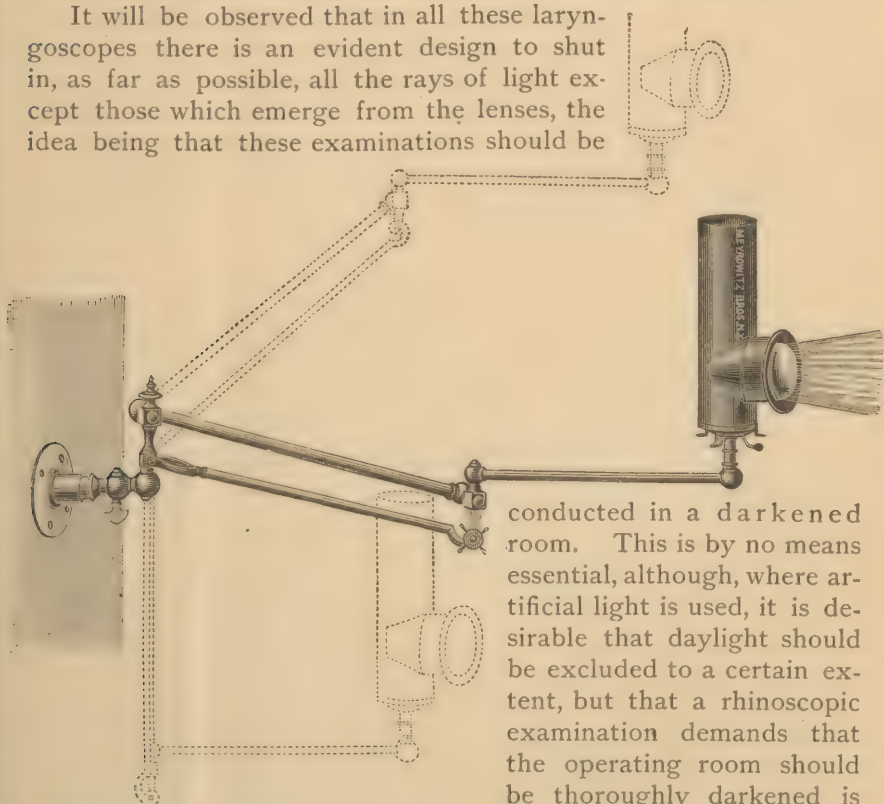 It will be observed that in all these laryn-
goscopes there is an evident design to shut
in, as far as possible, all the rays of light ex-
cept those which emerge from the lenses, the
idea being that these examinations should be
MEYROWITZ BROS. N.Y.
conducted in a darkened
room. This is by no means
essential, although, where ar-
tificial light is used, it is de-
sirable that daylight should
be excluded to a certain ex-
tent, but that a rhinoscopic
examination demands that
the operating room should
be thoroughly darkened is